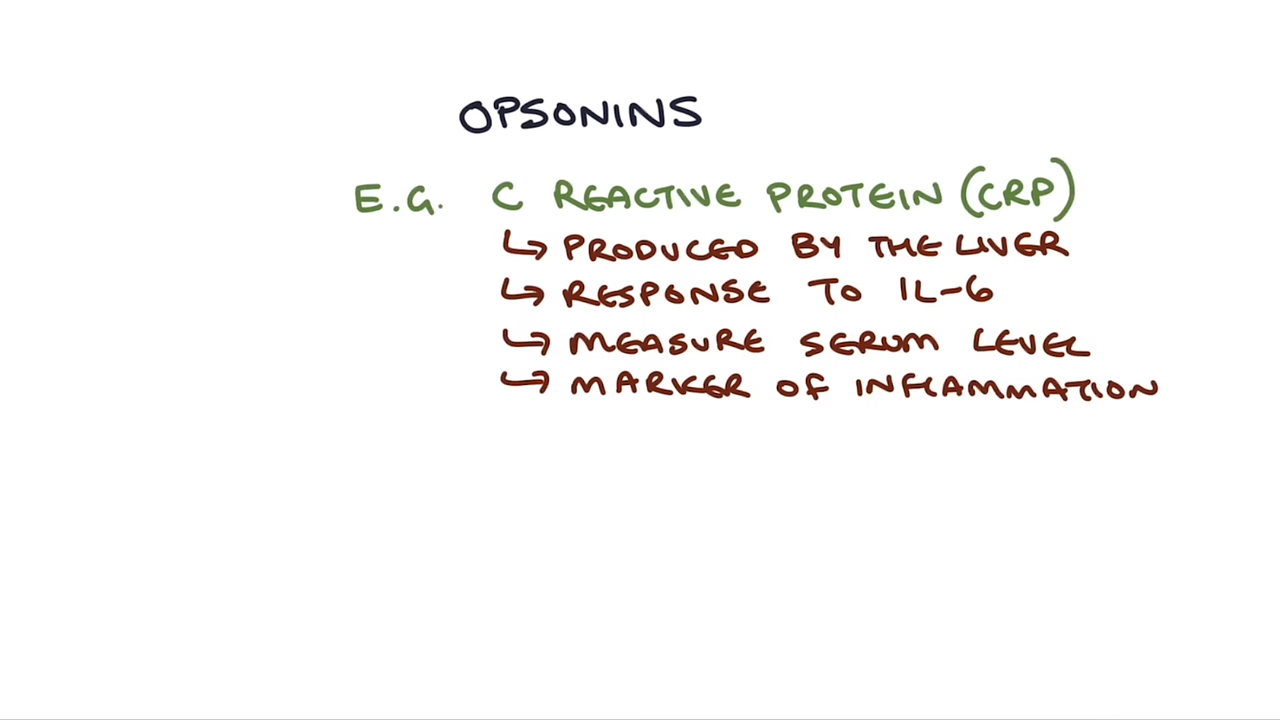 OPSONINS
E.G. C REACTIVE PROTEIN (CRP)
↳ PRODUCED BY THE LIVER
↳ RESPONSE TO IL-6
↳ MEASURE SERUM LEVEL
↳ MARKER OF INFLAMMATION